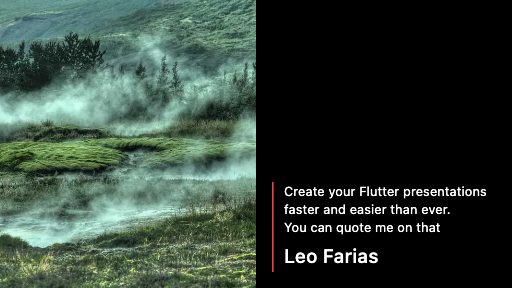 Create your Flutter presentations
faster and easier than ever.
You can quote me on that
Leo Farias